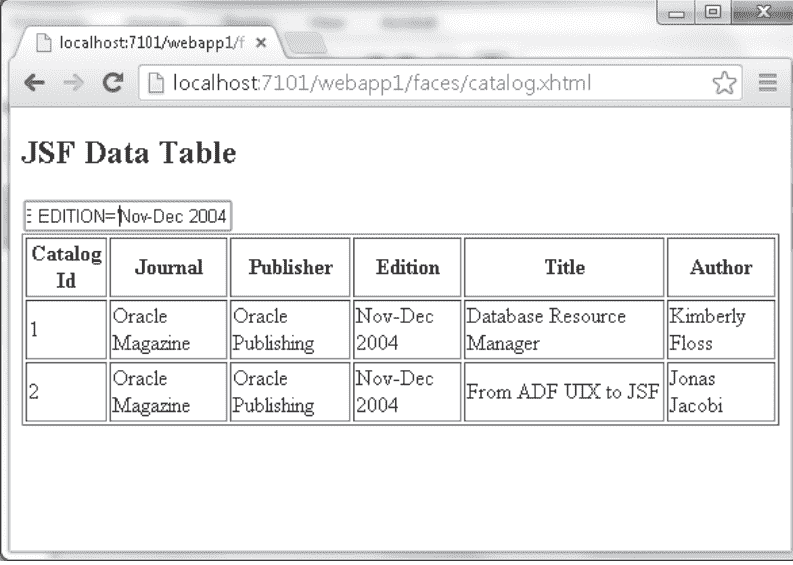 localhost:7101/webapp1/f
localhost:7101/webapp1/faces/catalog.xhtml
JSF Data Table
EDITION='Nov-Dec 2004
Catalog Id Journal Publisher Edition Title Author
1 Oracle Magazine Oracle Publishing Nov-Dec 2004 Database Resource Manager Kimberly Floss
2 Oracle Magazine Oracle Publishing Nov-Dec 2004 From ADF UIX to JSF Jonas Jacobi